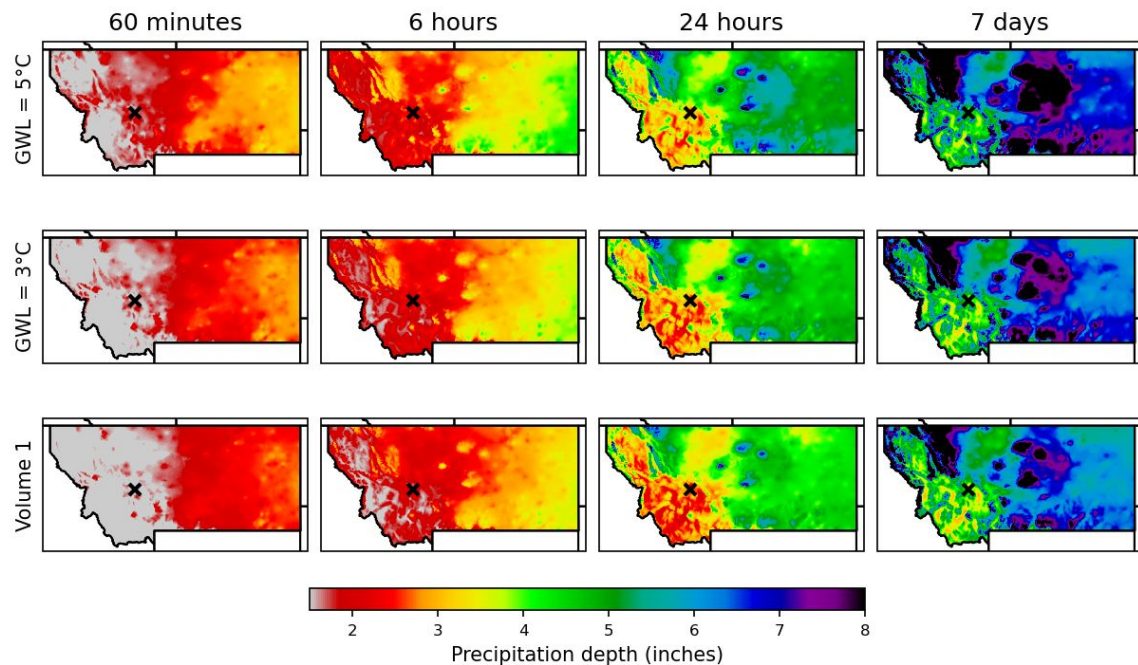 60 minutes 6 hours 24 hours 7 days
GWL = 5°C
GWL = 3°C
Volume 1
2 3 4 5 6 7 8
Precipitation depth (inches)